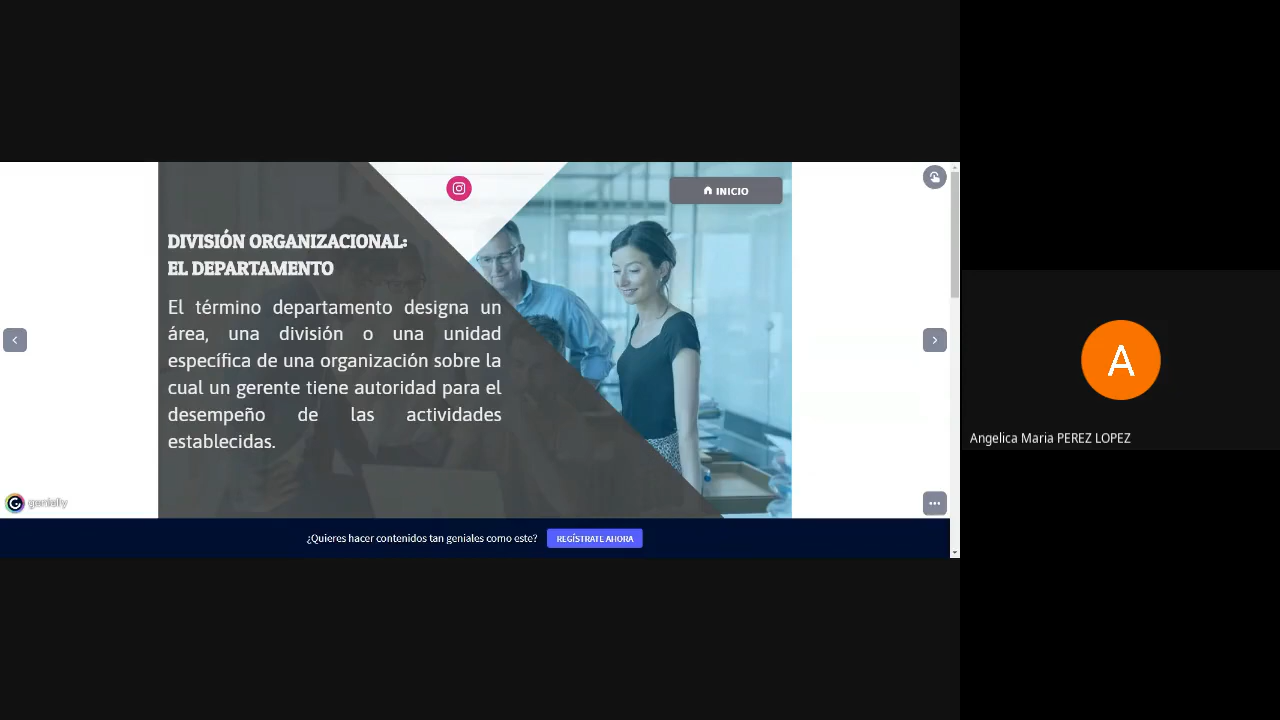 INICIO
DIVISIÓN ORGANIZACIONAL:
EL DEPARTAMENTO
El término departamento designa un
área, una división o una unidad
específica de una organización sobre la
cual un gerente tiene autoridad para el
desempeño de las actividades
establecidas.
genially
¿Quieres hacer contenidos tan geniales como este?
REGÍSTRATE AHORA
A
Angelica Maria PEREZ LOPEZ